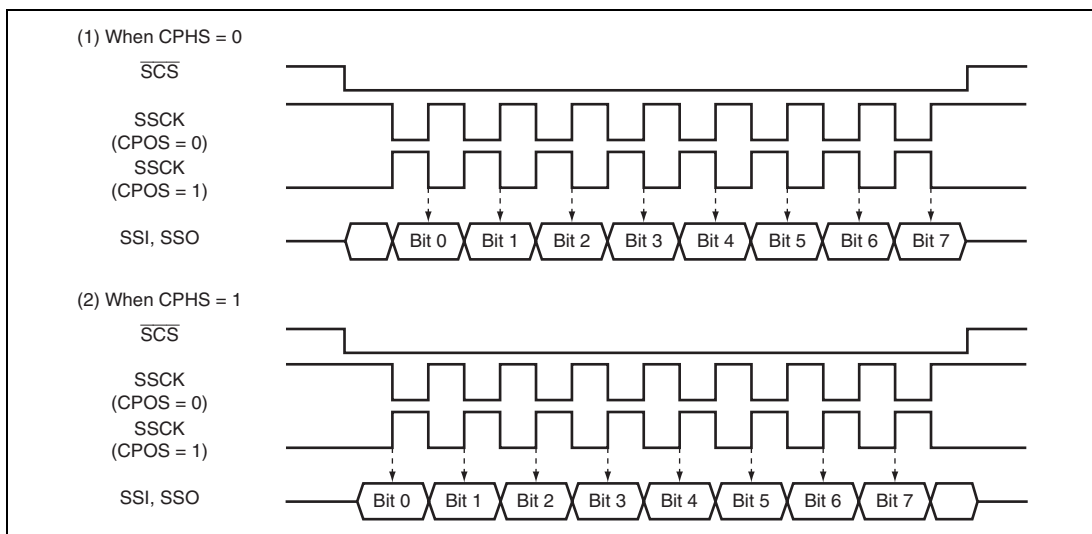 (1) When CPHS = 0
SCS
SSCK
(CPOS = 0)
SSCK
(CPOS = 1)
SSI, SSO
Bit 0 Bit 1 Bit 2 Bit 3 Bit 4 Bit 5 Bit 6 Bit 7
(2) When CPHS = 1
SCS
SSCK
(CPOS = 0)
SSCK
(CPOS = 1)
SSI, SSO
Bit 0 Bit 1 Bit 2 Bit 3 Bit 4 Bit 5 Bit 6 Bit 7